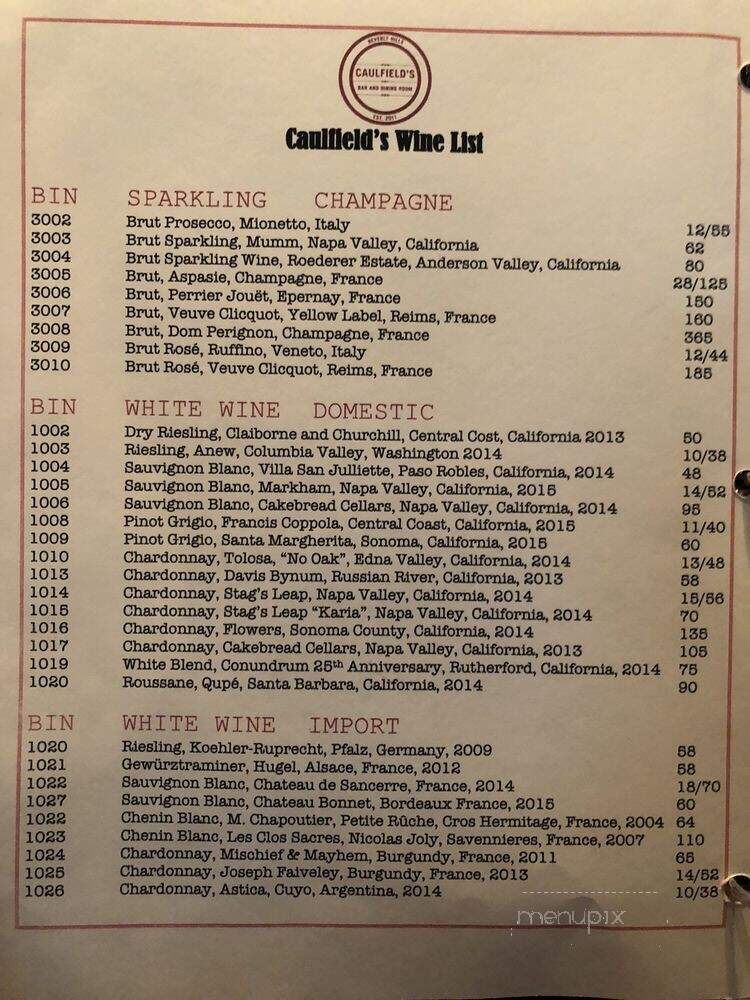 BEVERLY HILLS
CAULFIELD'S
BAR AND DINING ROOM
EST. 2011
Caulfield's Wine List
BIN SPARKLING CHAMPAGNE
3002 Brut Prosecco, Mionetto, Italy 12/55
3003 Brut Sparkling, Mumm, Napa Valley, California 62
3004 Brut Sparkling Wine, Roederer Estate, Anderson Valley, California 80
3005 Brut, Aspasie, Champagne, France 28/125
3006 Brut, Perrier Jouët, Epernay, France 150
3007 Brut, Veuve Clicquot, Yellow Label, Reims, France 160
3008 Brut, Dom Perignon, Champagne, France 365
3009 Brut Rosé, Ruffino, Veneto, Italy 12/44
3010 Brut Rosé, Veuve Clicquot, Reims, France 185
BIN WHITE WINE DOMESTIC
1002 Dry Riesling, Claiborne and Churchill, Central Cost, California 2013 50
1003 Riesling, Anew, Columbia Valley, Washington 2014 10/38
1004 Sauvignon Blanc, Villa San Julliette, Paso Robles, California, 2014 48
1005 Sauvignon Blanc, Markham, Napa Valley, California, 2015 14/52
1006 Sauvignon Blanc, Cakebread Cellars, Napa Valley, California, 2014 95
1008 Pinot Grigio, Francis Coppola, Central Coast, California, 2015 11/40
1009 Pinot Grigio, Santa Margherita, Sonoma, California, 2015 60
1010 Chardonnay, Tolosa, "No Oak", Edna Valley, California, 2014 13/48
1013 Chardonnay, Davis Bynum, Russian River, California, 2013 58
1014 Chardonnay, Stag's Leap, Napa Valley, California, 2014 15/56
1015 Chardonnay, Stag's Leap "Karia", Napa Valley, California, 2014 70
1016 Chardonnay, Flowers, Sonoma County, California, 2014 135
1017 Chardonnay, Cakebread Cellars, Napa Valley, California, 2013 105
1019 White Blend, Conundrum 25th Anniversary, Rutherford, California, 2014 75
1020 Roussane, Qupé, Santa Barbara, California, 2014 90
BIN WHITE WINE IMPORT
1020 Riesling, Koehler-Ruprecht, Pfalz, Germany, 2009 58
1021 Gewürztraminer, Hugel, Alsace, France, 2012 58
1022 Sauvignon Blanc, Chateau de Sancerre, France, 2014 18/70
1027 Sauvignon Blanc, Chateau Bonnet, Bordeaux France, 2015 60
1022 Chenin Blanc, M. Chapoutier, Petite Rûche, Cros Hermitage, France, 2004 64
1023 Chenin Blanc, Les Clos Sacres, Nicolas Joly, Savennieres, France, 2007 110
1024 Chardonnay, Mischief & Mayhem, Burgundy, France, 2011 65
1025 Chardonnay, Joseph Faiveley, Burgundy, France, 2013 14/52
1026 Chardonnay, Astica, Cuyo, Argentina, 2014 10/38
menupix